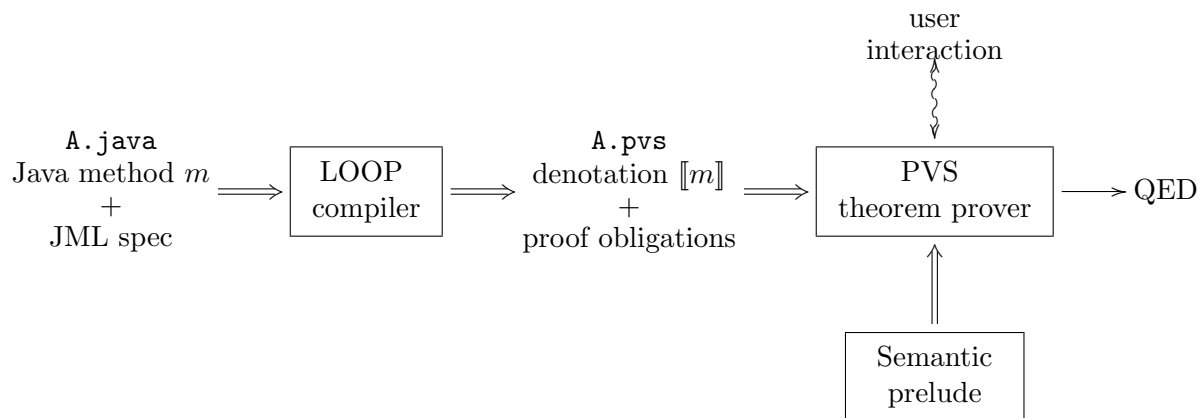 user
interaction
A.java
Java method m
+
JML spec
LOOP
compiler
A.pvs
denotation ⟦m⟧
+
proof obligations
PVS
theorem prover
QED
Semantic
prelude